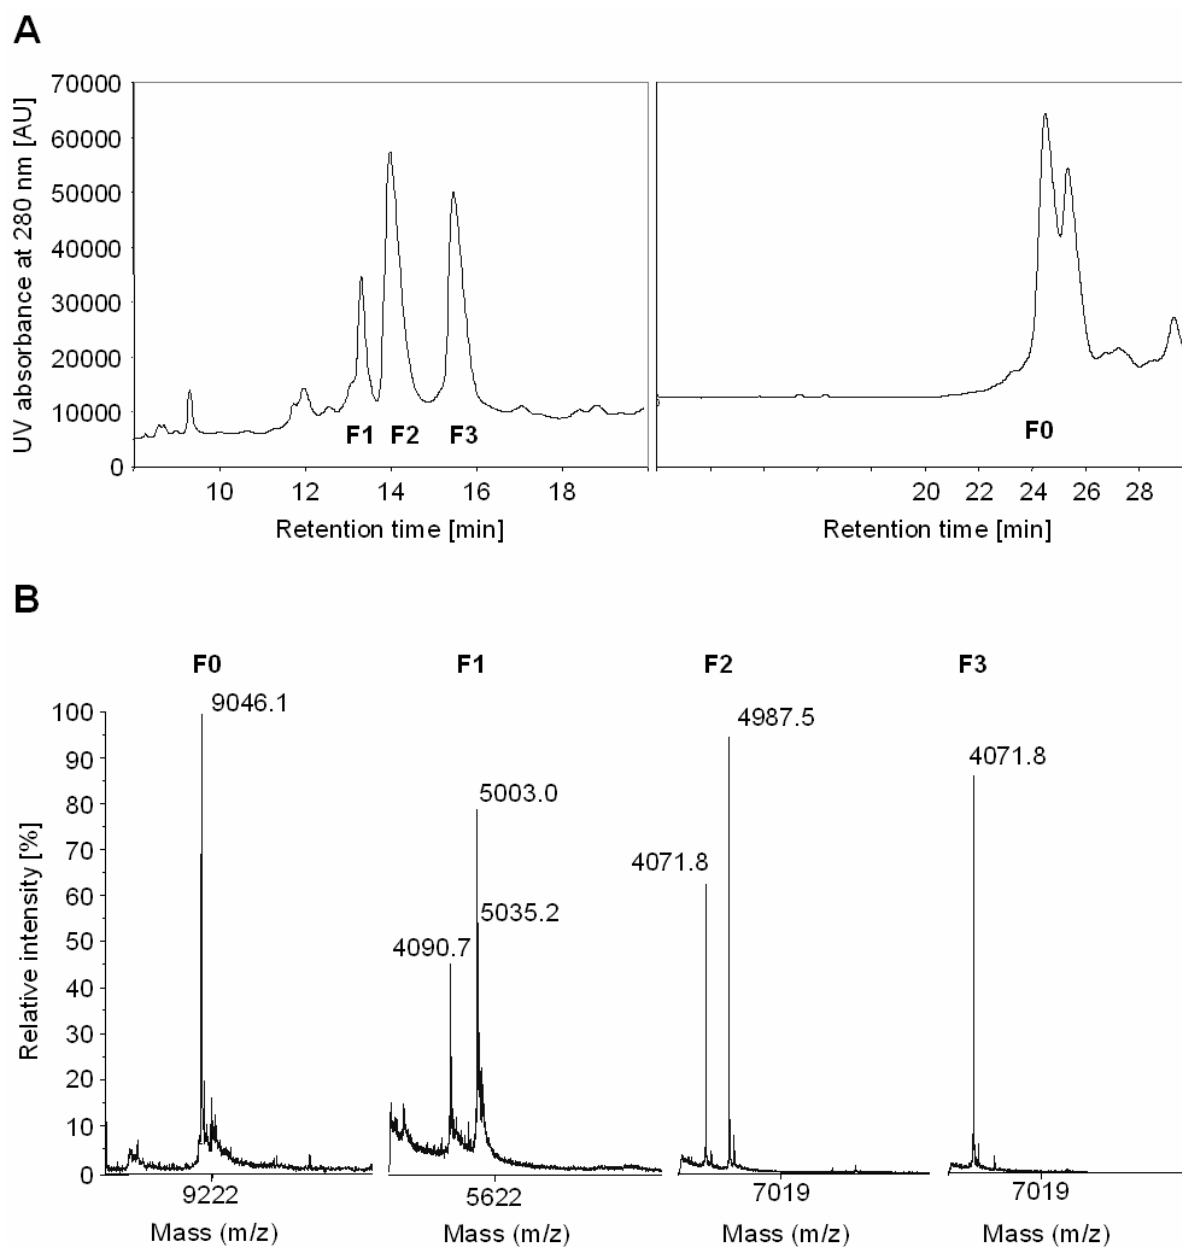 A
UV absorbance at 280 nm [AU]
70000
60000
50000
40000
30000
20000
10000
0
F1 F2 F3
10 12 14 16 18
Retention time [min]
F0
20 22 24 26 28
Retention time [min]
B
F0 F1 F2 F3
Relative intensity [%]
100
90
80
70
60
50
40
30
20
10
0
9046.1
9222
Mass (m/z)
5003.0
5035.2
4090.7
5622
Mass (m/z)
4987.5
4071.8
7019
Mass (m/z)
4071.8
7019
Mass (m/z)